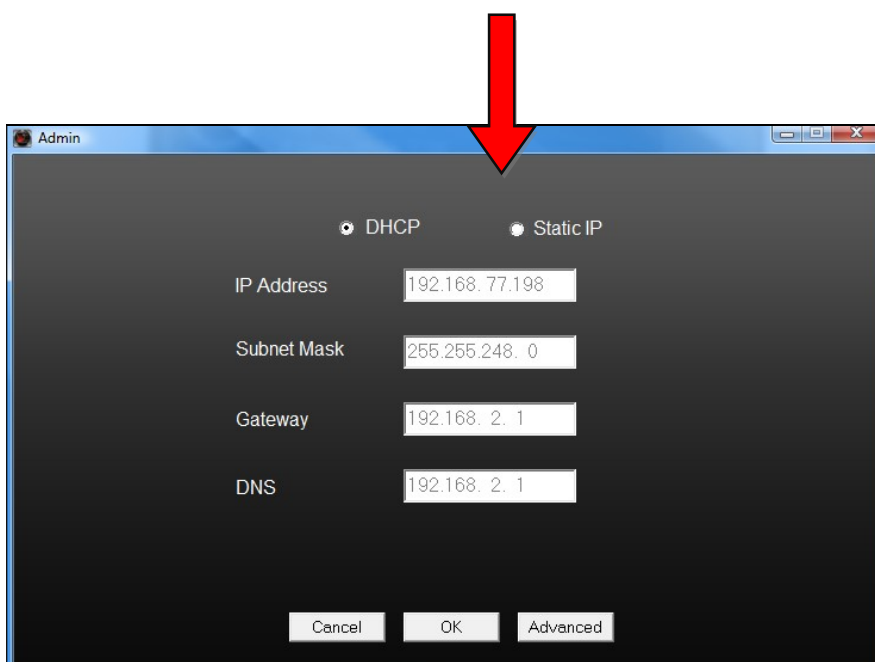 Admin
DHCP Static IP
IP Address 192.168. 77.198
Subnet Mask 255.255.248. 0
Gateway 192.168. 2. 1
DNS 192.168. 2. 1
Cancel OK Advanced